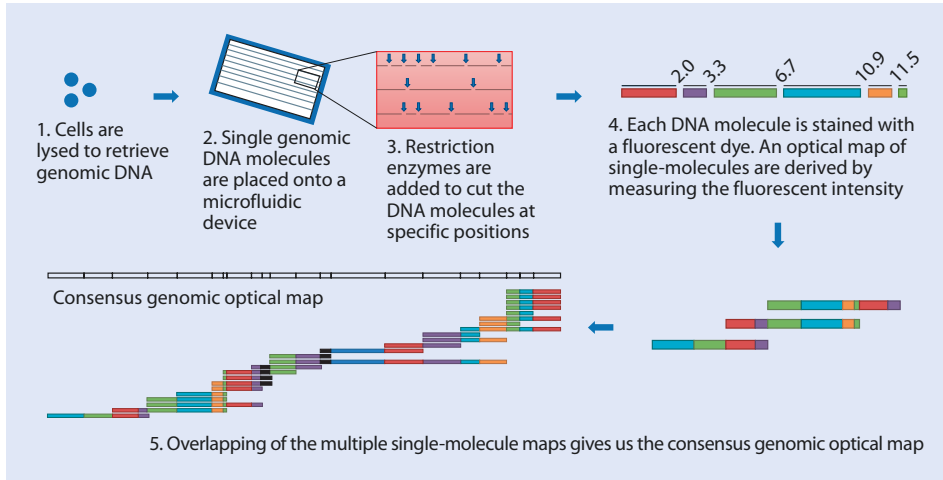 1. Cells are
lysed to retrieve
genomic DNA
2. Single genomic
DNA molecules
are placed onto a
microfluidic
device
3. Restriction
enzymes are
added to cut the
DNA molecules at
specific positions
2.0
3.3
6.7
10.9
11.5
4. Each DNA molecule is stained with
a fluorescent dye. An optical map of
single-molecules are derived by
measuring the fluorescent intensity
Consensus genomic optical map
5. Overlapping of the multiple single-molecule maps gives us the consensus genomic optical map